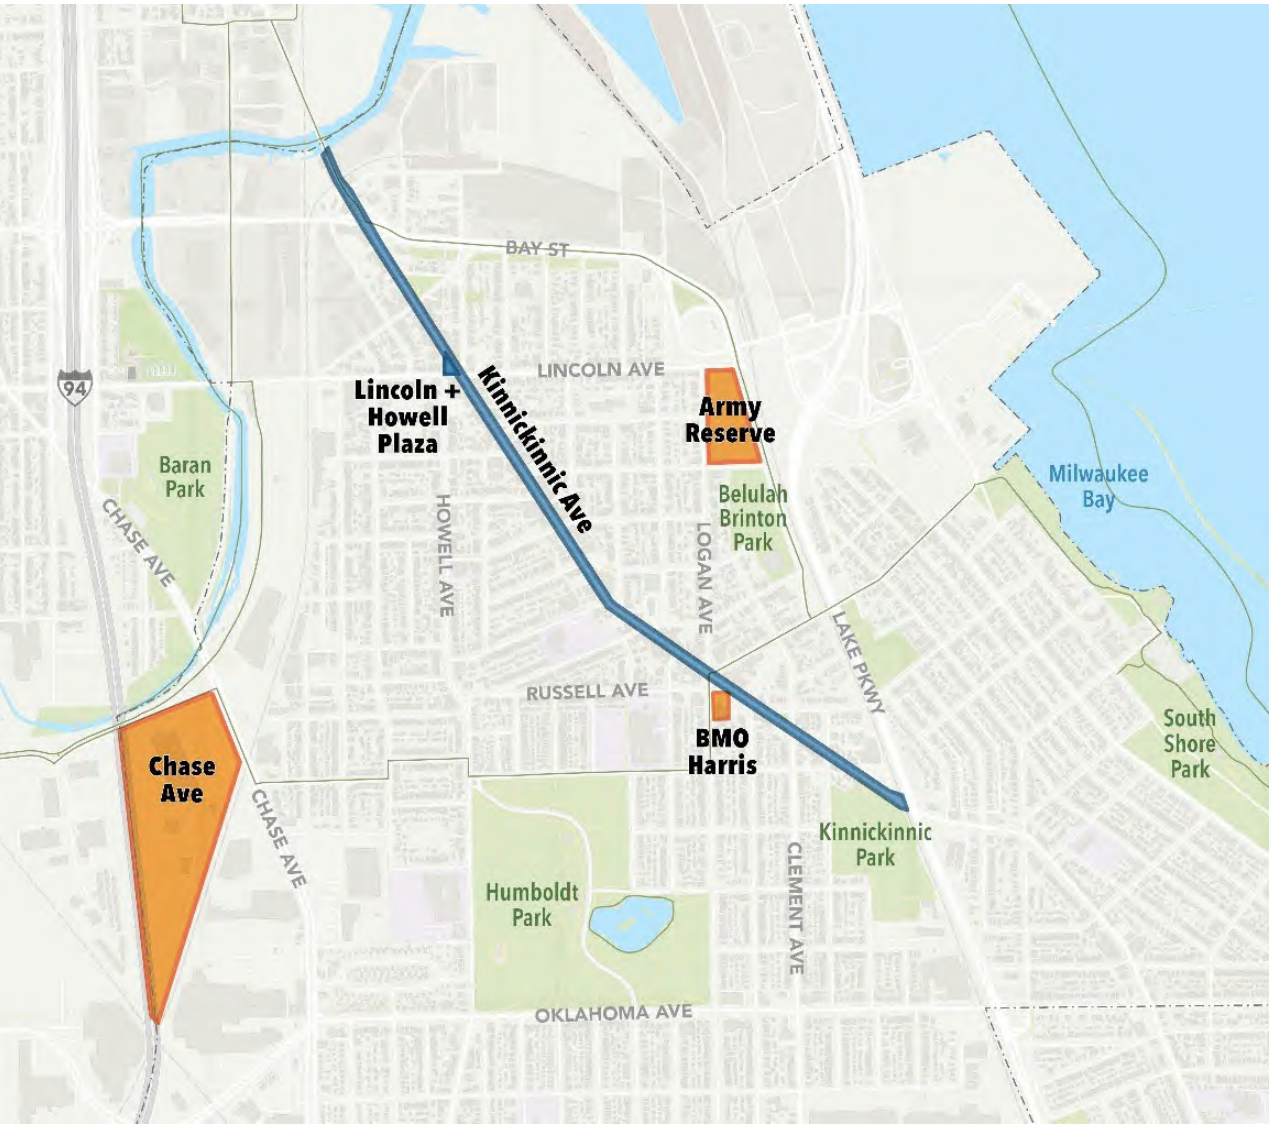 BAY ST
LINCOLN AVE
94
Lincoln +
Howell
Plaza
Kinnickinnic Ave
Army
Reserve
Baran
Park
Milwaukee
Bay
CHASE AVE
HOWELL AVE
Belulah
Brinton
Park
LOGAN AVE
LAKE PKWY
RUSSELL AVE
South
Shore
Park
BMO
Harris
Chase
Ave
CHASE AVE
Kinnickinnic
Park
Humboldt
Park
CLEMENT AVE
OKLAHOMA AVE